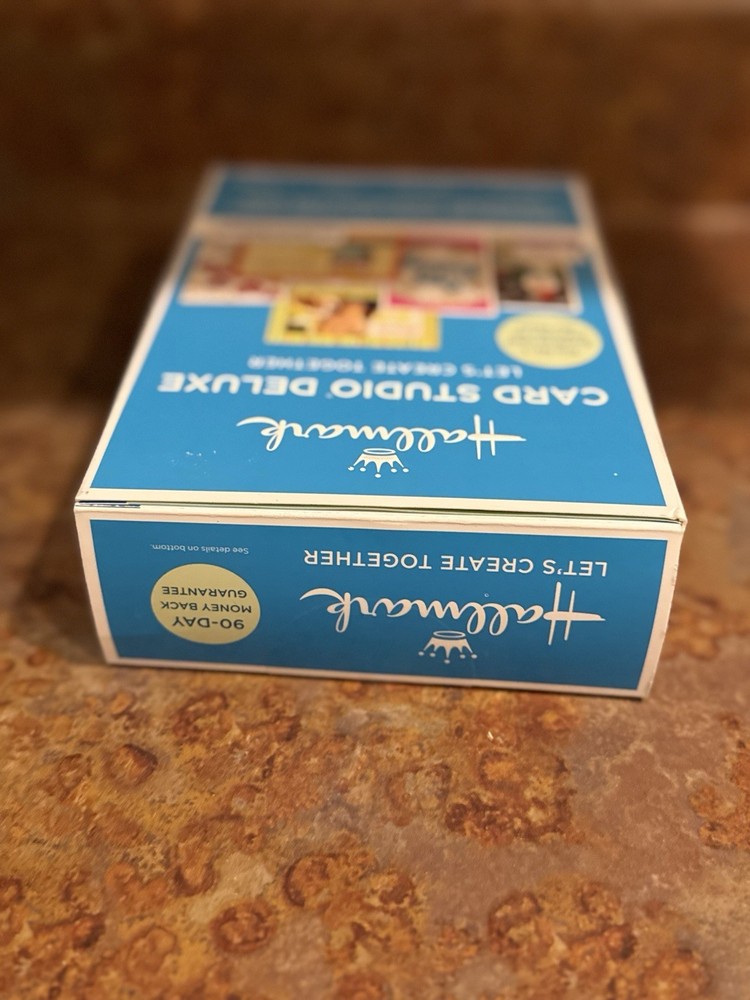 Hallmark
CARD STUDIO DELUXE
LET'S CREATE TOGETHER
Hallmark
LET'S CREATE TOGETHER
90-DAY
MONEY BACK
GUARANTEE
See details on bottom.